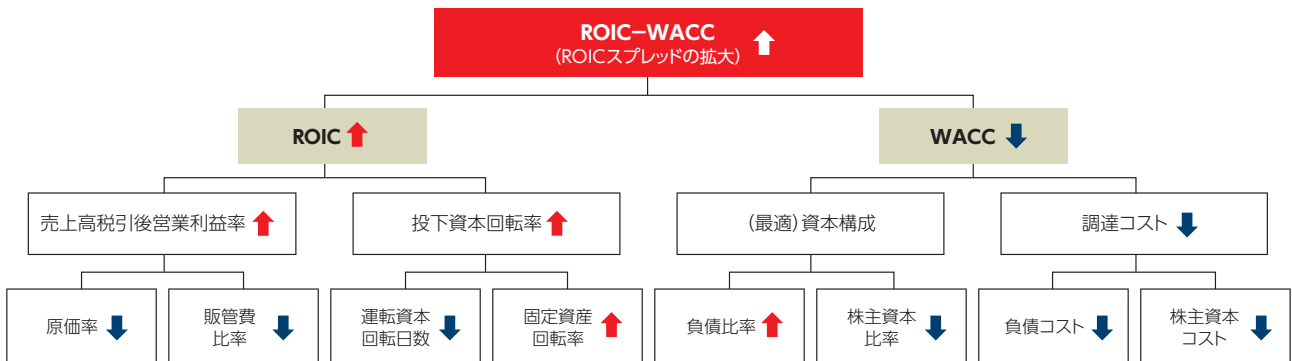 ROIC−WACC
(ROICスプレッドの拡大)
ROIC
WACC
売上高税引後営業利益率
投下資本回転率
(最適)資本構成
調達コスト
原価率
販管費
比率
運転資本
回転日数
固定資産
回転率
負債比率
株主資本
比率
負債コスト
株主資本
コスト